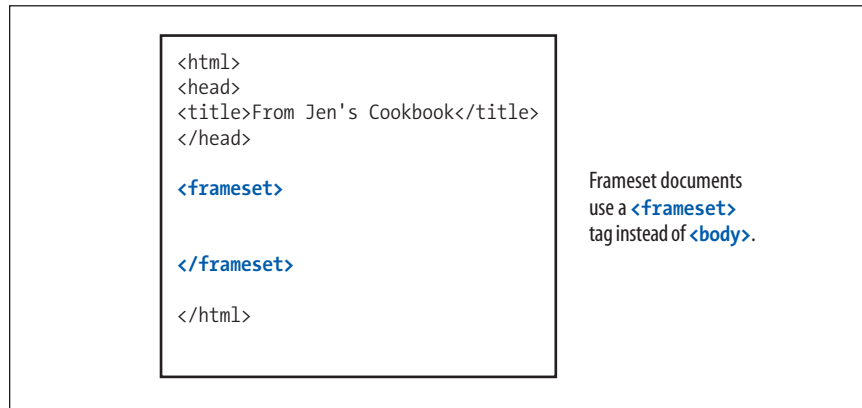 <html>
<head>
<title>From Jen's Cookbook</title>
</head>
<frameset>
</frameset>
</html>
Frameset documents
use a <frameset>
tag instead of <body>.